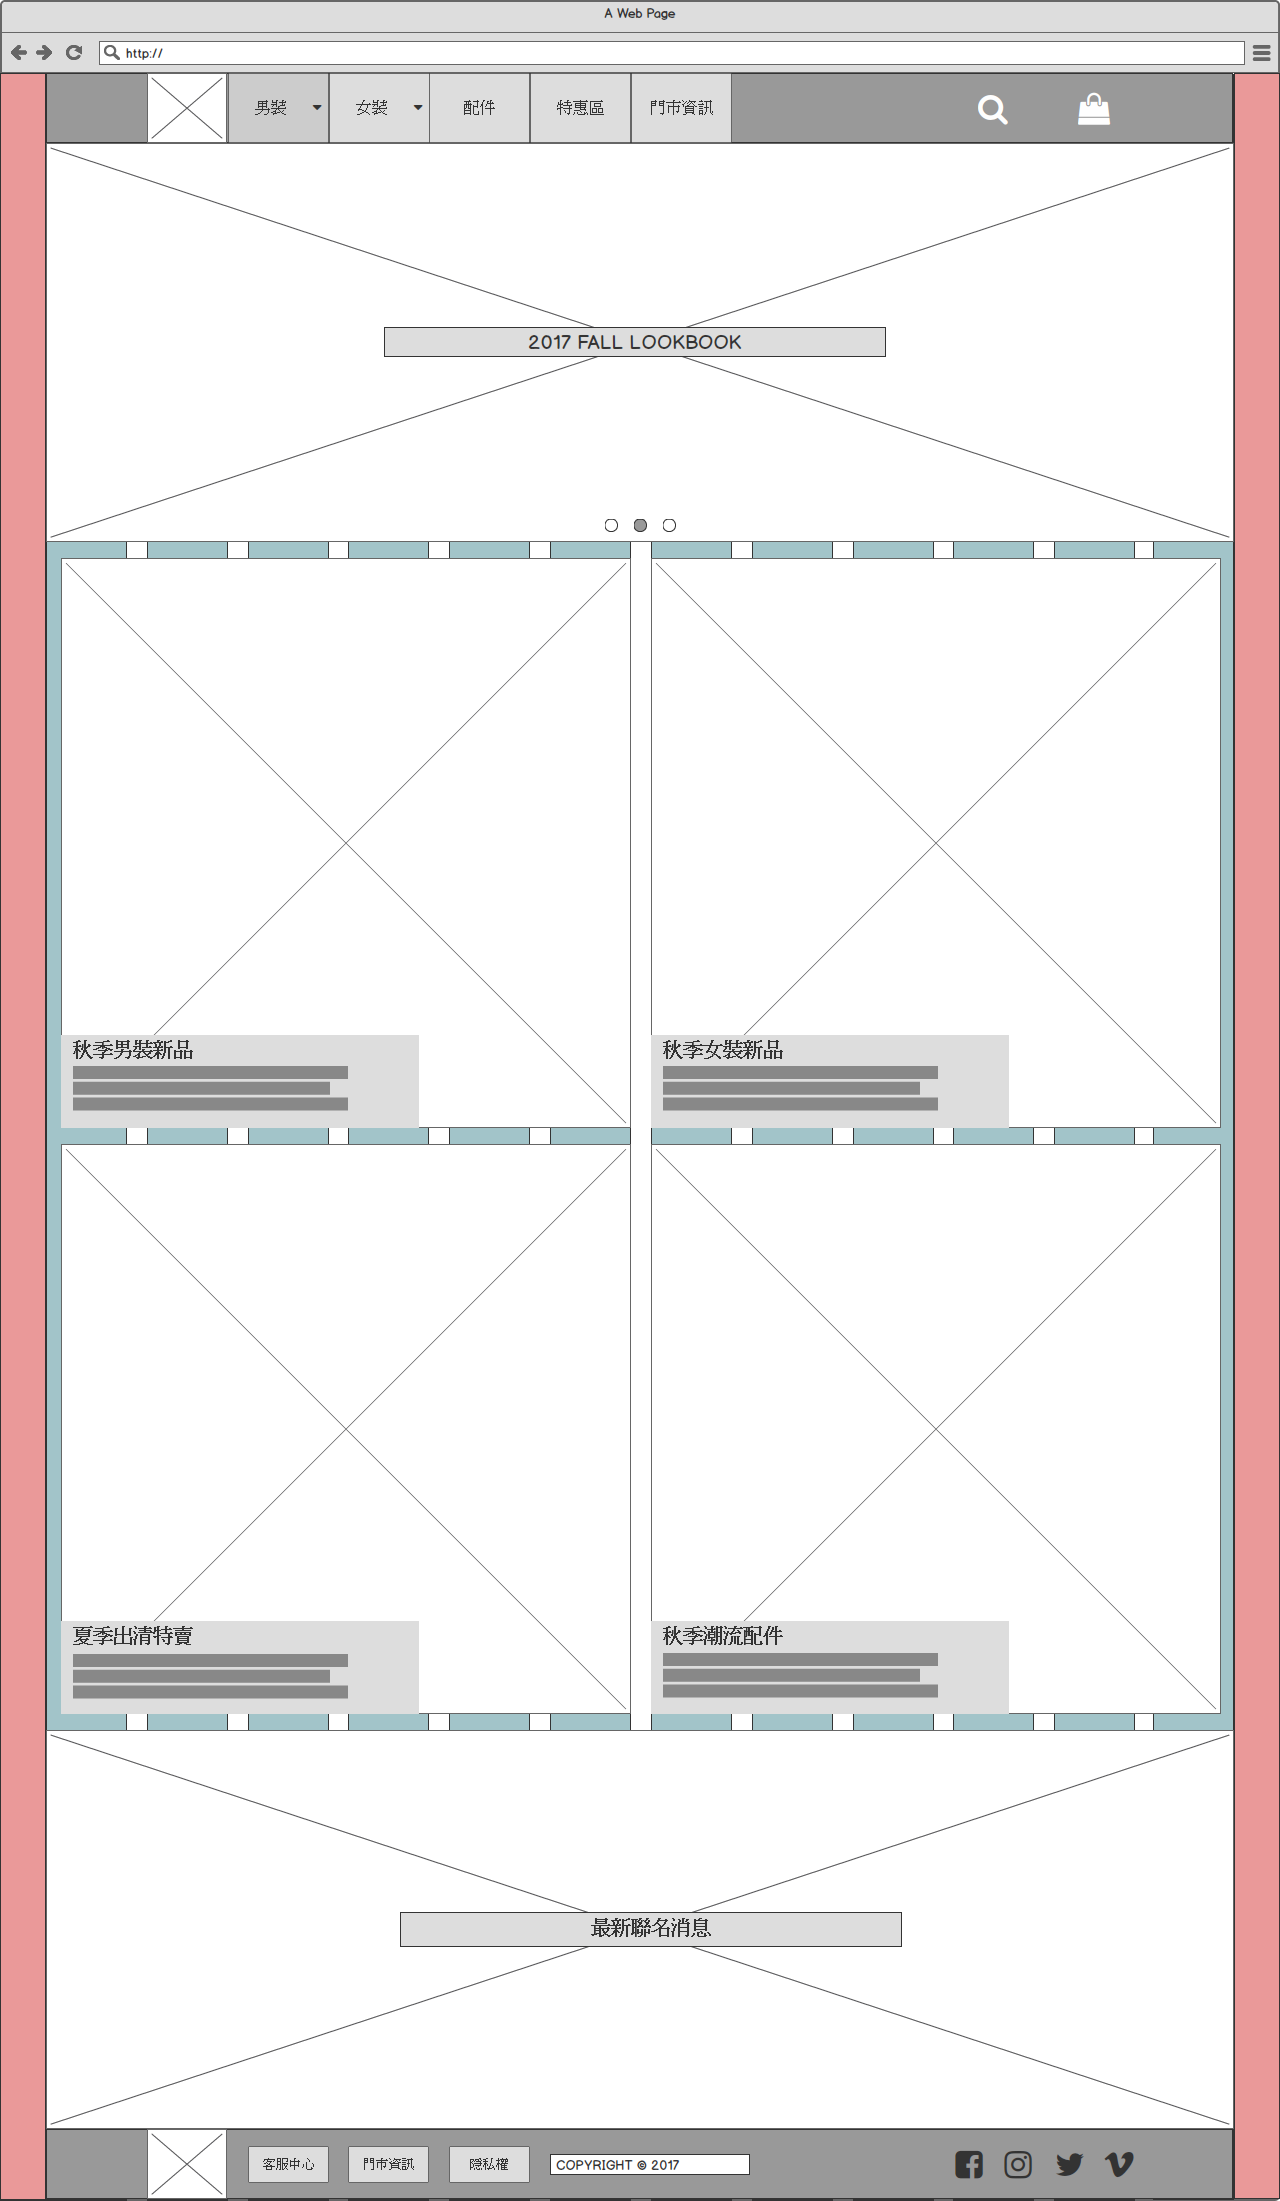 A Web Page
http://
男裝
女裝
配件
特惠區
門市資訊
2017 FALL LOOKBOOK
秋季男裝新品
秋季女裝新品
夏季出清特賣
秋季潮流配件
最新聯名消息
客服中心
門市資訊
隱私權
COPYRIGHT © 2017